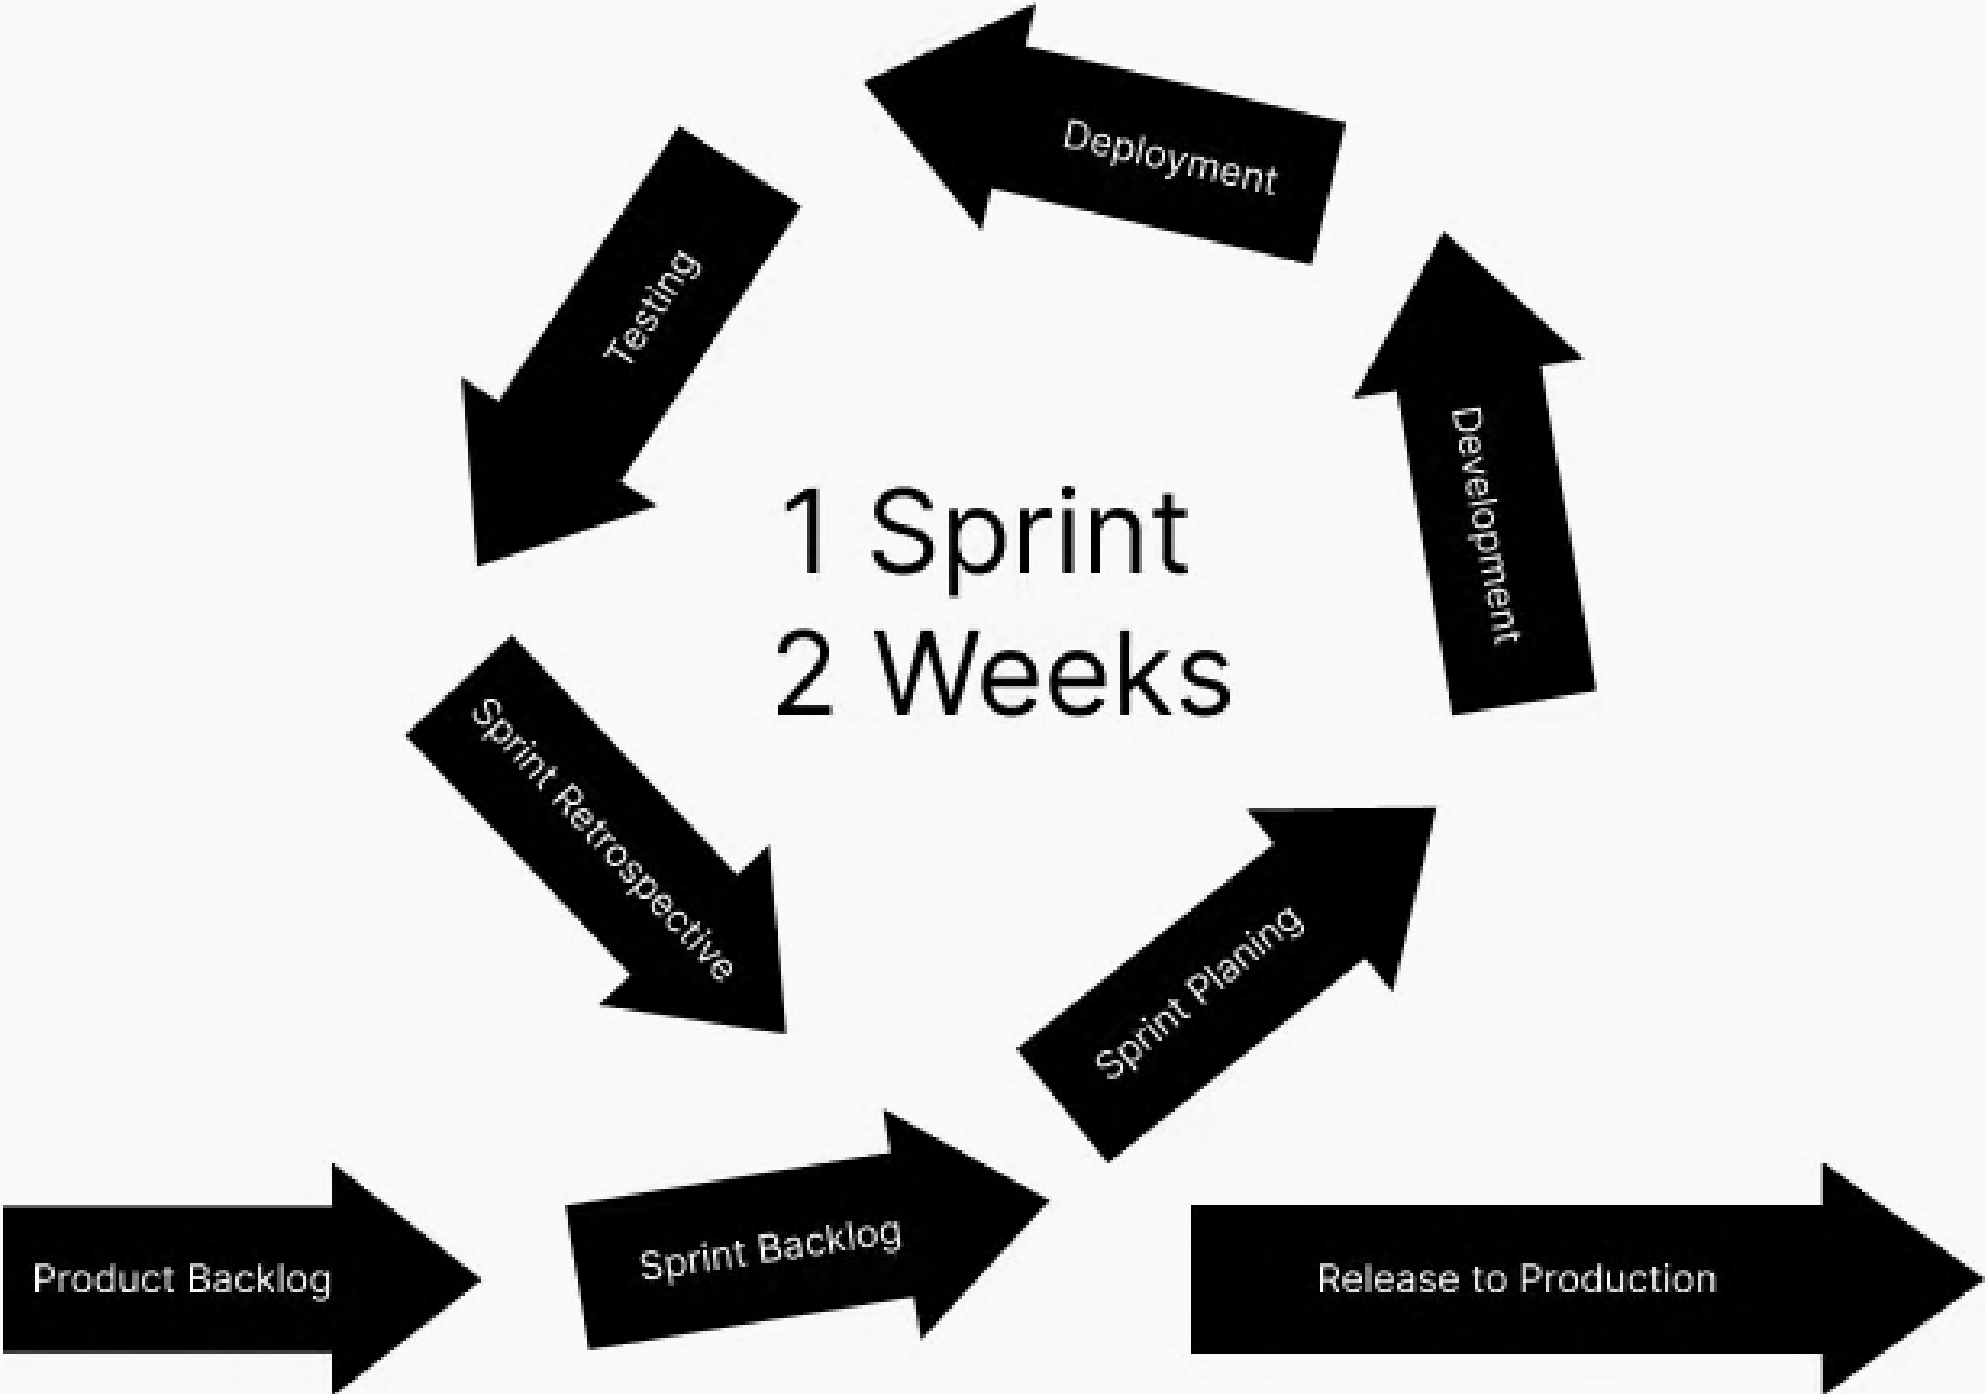 Deployment
Testing
Development
1 Sprint
2 Weeks
Sprint Retrospective
Sprint Planing
Product Backlog
Sprint Backlog
Release to Production